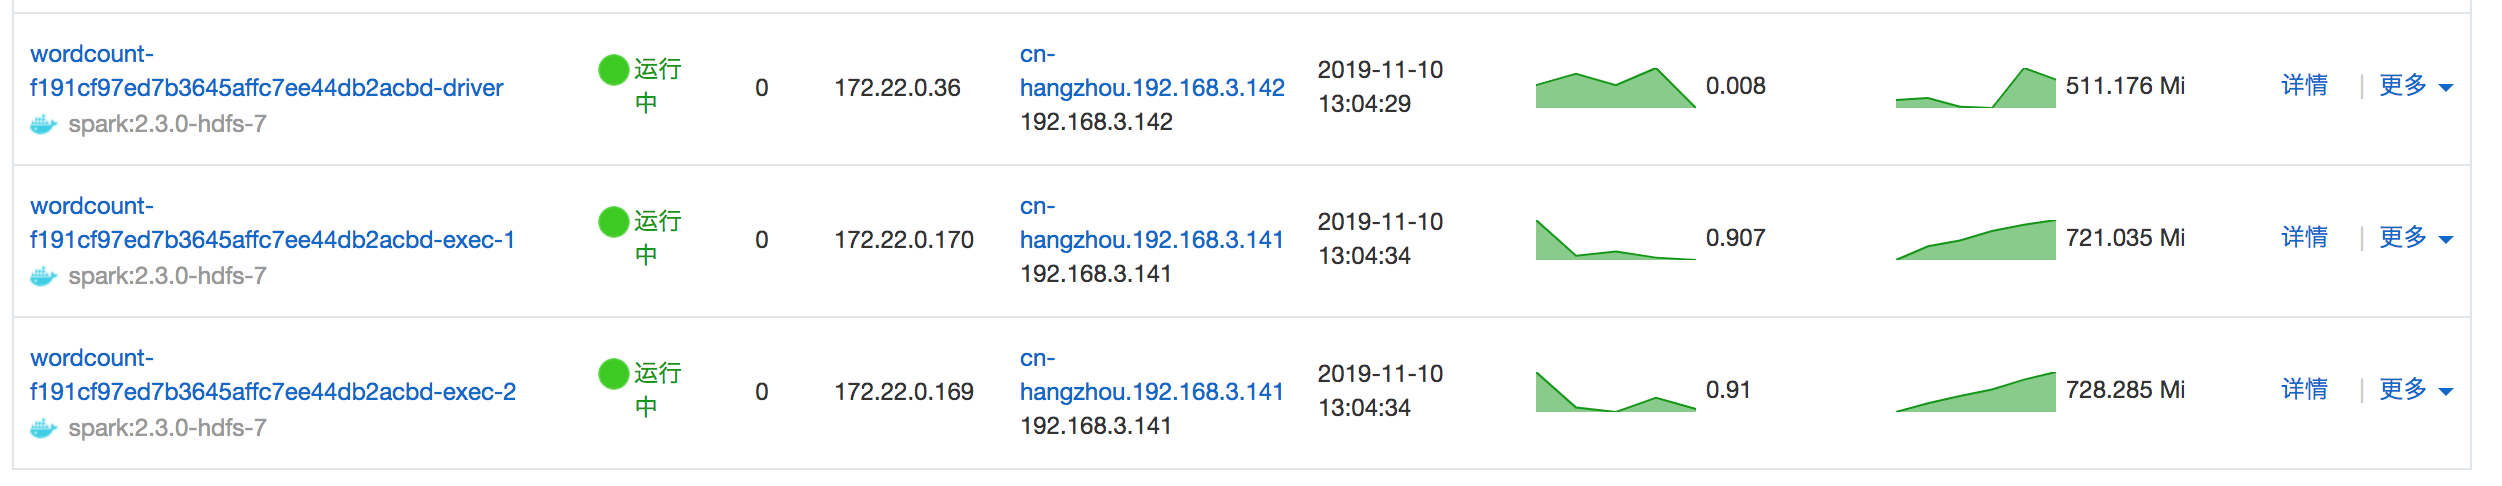 wordcount-
f191cf97ed7b3645affc7ee44db2acbd-driver
spark:2.3.0-hdfs-7
运行
中
0
172.22.0.36
cn-
hangzhou.192.168.3.142
192.168.3.142
2019-11-10
13:04:29
0.008
511.176 Mi
详情 | 更多
wordcount-
f191cf97ed7b3645affc7ee44db2acbd-exec-1
spark:2.3.0-hdfs-7
运行
中
0
172.22.0.170
cn-
hangzhou.192.168.3.141
192.168.3.141
2019-11-10
13:04:34
0.907
721.035 Mi
详情 | 更多
wordcount-
f191cf97ed7b3645affc7ee44db2acbd-exec-2
spark:2.3.0-hdfs-7
运行
中
0
172.22.0.169
cn-
hangzhou.192.168.3.141
192.168.3.141
2019-11-10
13:04:34
0.91
728.285 Mi
详情 | 更多